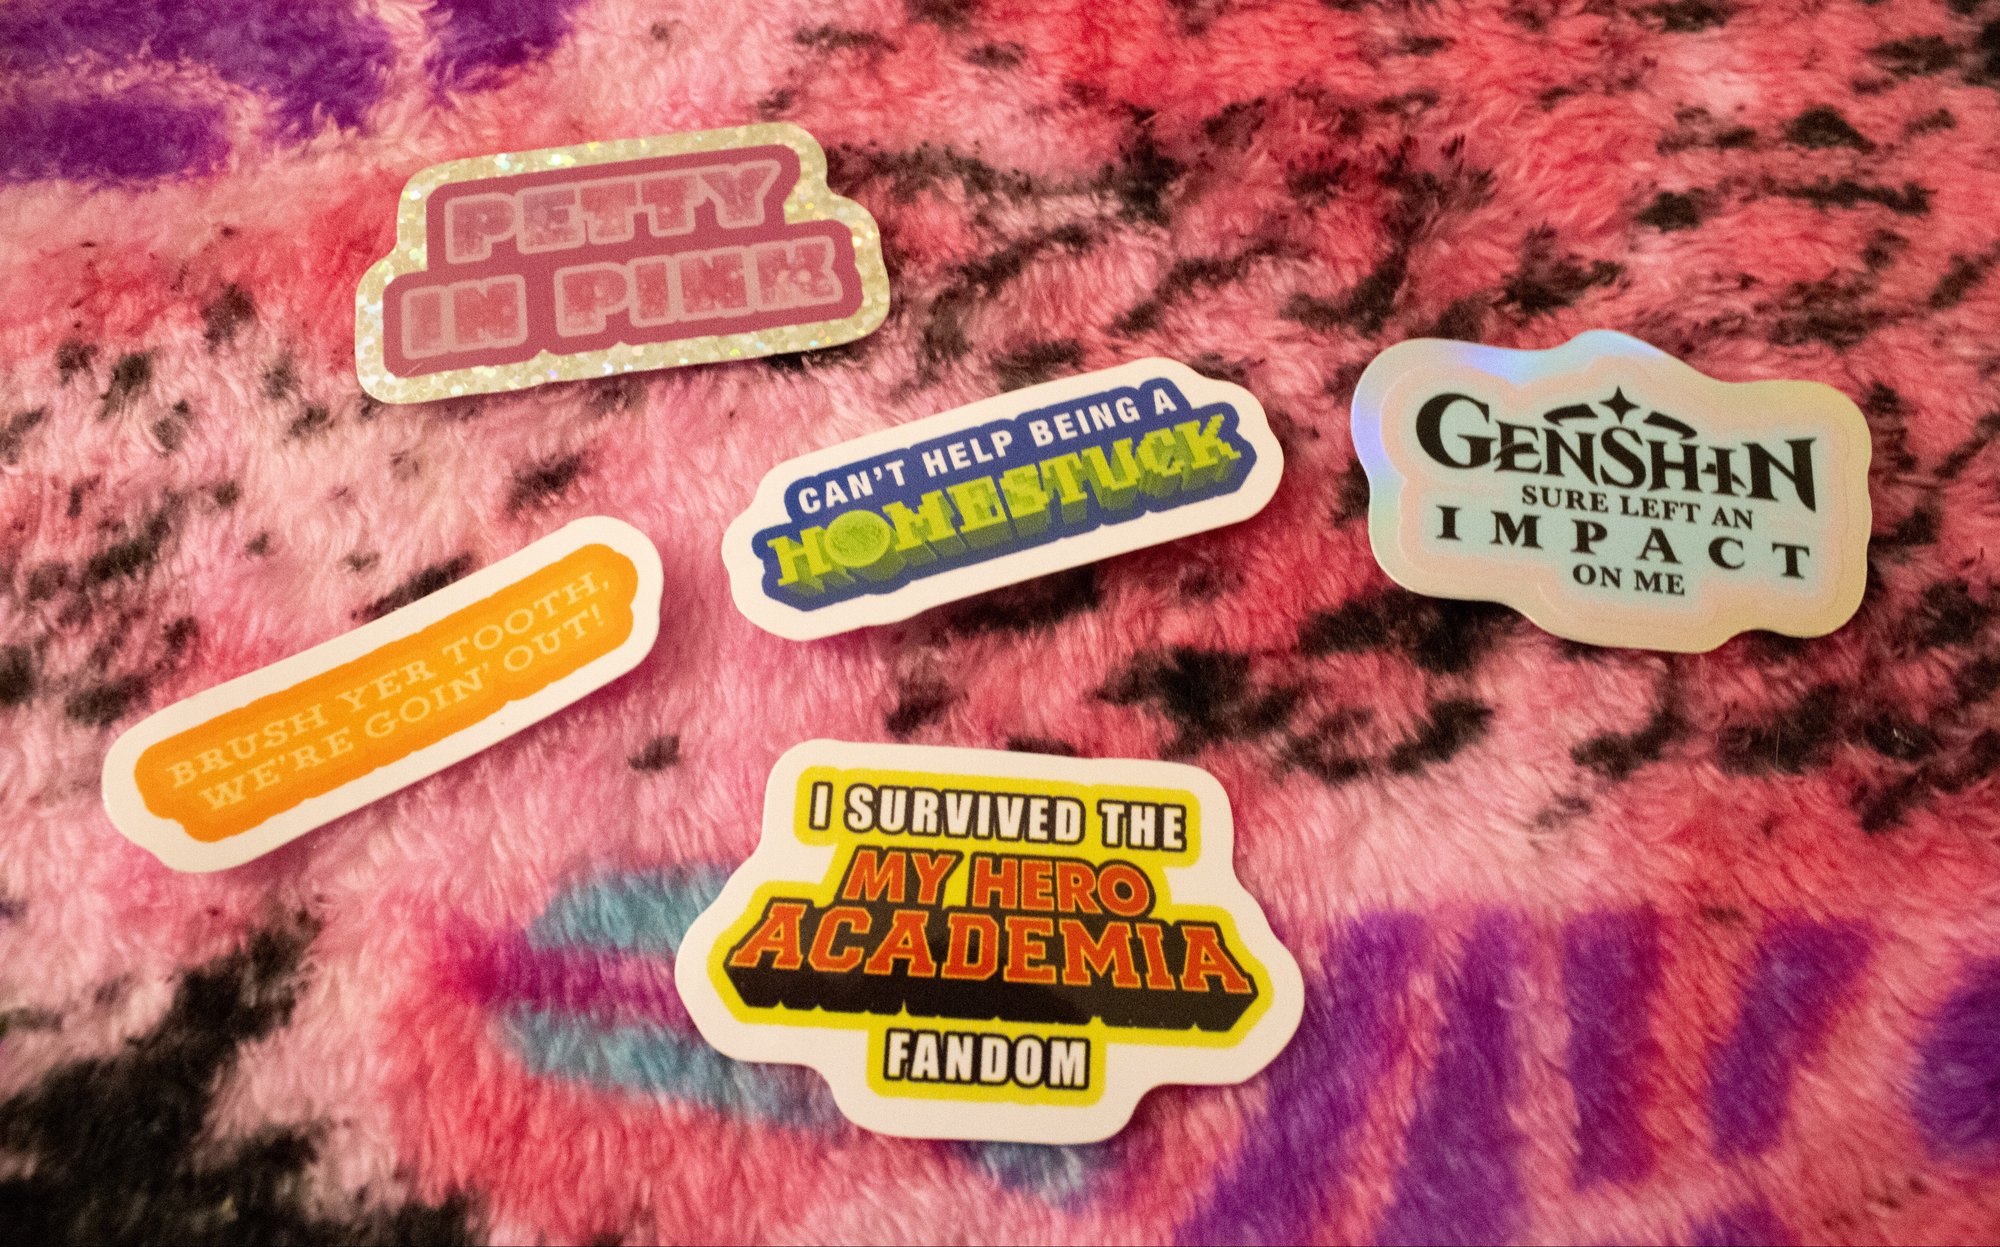 PETTY
IN PINK
CAN'T HELP BEING A
HOMESTUCK
GENSHIN
SURE LEFT AN
IMPACT
ON ME
BRUSH YER TOOTH,
WE'RE GOIN' OUT!
I SURVIVED THE
MY HERO
ACADEMIA
FANDOM